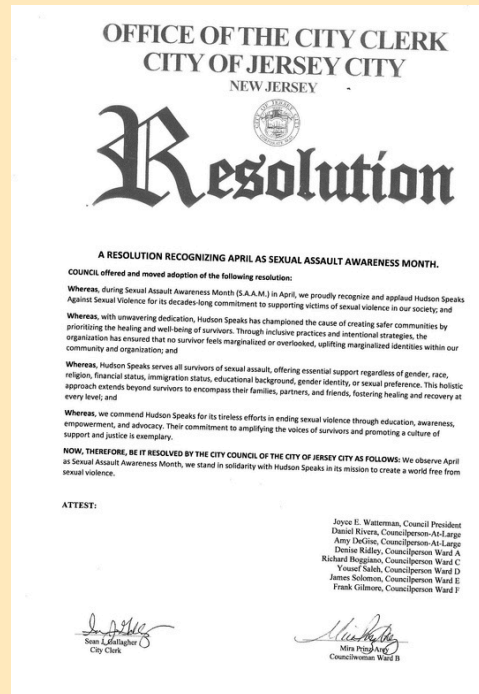 OFFICE OF THE CITY CLERK
CITY OF JERSEY CITY
NEW JERSEY
Resolution
A RESOLUTION RECOGNIZING APRIL AS SEXUAL ASSAULT AWARENESS MONTH.
COUNCIL offered and moved adoption of the following resolution:
Whereas, during Sexual Assault Awareness Month (S.A.A.M.) in April, we proudly recognize and applaud Hudson Speaks
Against Sexual Violence for its decades-long commitment to supporting victims of sexual violence in our society; and
Whereas, with unwavering dedication, Hudson Speaks has championed the cause of creating safer communities by
prioritizing the healing and well-being of survivors. Through inclusive practices and intentional strategies, the
organization has ensured that no survivor feels marginalized or overlooked, uplifting marginalized identities within our
community and organization; and
Whereas, Hudson Speaks serves all survivors of sexual assault, offering essential support regardless of gender, race,
religion, financial status, immigration status, educational background, gender identity, or sexual preference. This holistic
approach extends beyond survivors to encompass their families, partners, and friends, fostering healing and recovery at
every level; and
Whereas, we commend Hudson Speaks for its tireless efforts in ending sexual violence through education, awareness,
empowerment, and advocacy. Their commitment to amplifying the voices of survivors and promoting a culture of
support and justice is exemplary.
NOW, THEREFORE, BE IT RESOLVED BY THE CITY COUNCIL OF THE CITY OF JERSEY CITY AS FOLLOWS: We observe April
as Sexual Assault Awareness Month, we stand in solidarity with Hudson Speaks in its mission to create a world free from
sexual violence.
ATTEST:
Joyce E. Watterman, Council President
Daniel Rivera, Councilperson-At-Large
Amy DeGise, Councilperson-At-Large
Denise Ridley, Councilperson Ward A
Richard Boggiano, Councilperson Ward C
Yousef Saleh, Councilperson Ward D
James Solomon, Councilperson Ward E
Frank Gilmore, Councilperson Ward F
Sean J. Gallagher
City Clerk
Mira Prinz-Arey
Councilwoman Ward B